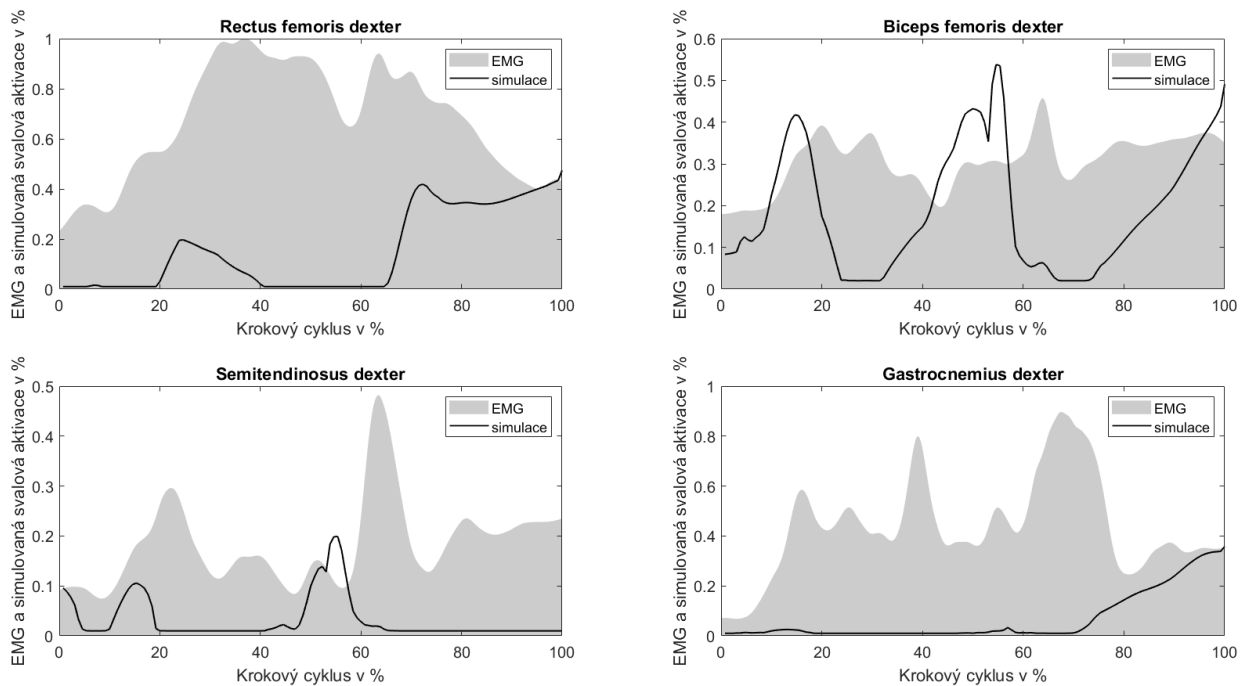 Rectus femoris dexter
EMG a simulovaná svalová aktivace v %
1
0.8
0.6
0.4
0.2
0
EMG
simulace
0 20 40 60 80 100
Krokový cyklus v %
Biceps femoris dexter
EMG a simulovaná svalová aktivace v %
0.6
0.5
0.4
0.3
0.2
0.1
0
EMG
simulace
0 20 40 60 80 100
Krokový cyklus v %
Semitendinosus dexter
EMG a simulovaná svalová aktivace v %
0.5
0.4
0.3
0.2
0.1
0
EMG
simulace
0 20 40 60 80 100
Krokový cyklus v %
Gastrocnemius dexter
EMG a simulovaná svalová aktivace v %
1
0.8
0.6
0.4
0.2
0
EMG
simulace
0 20 40 60 80 100
Krokový cyklus v %